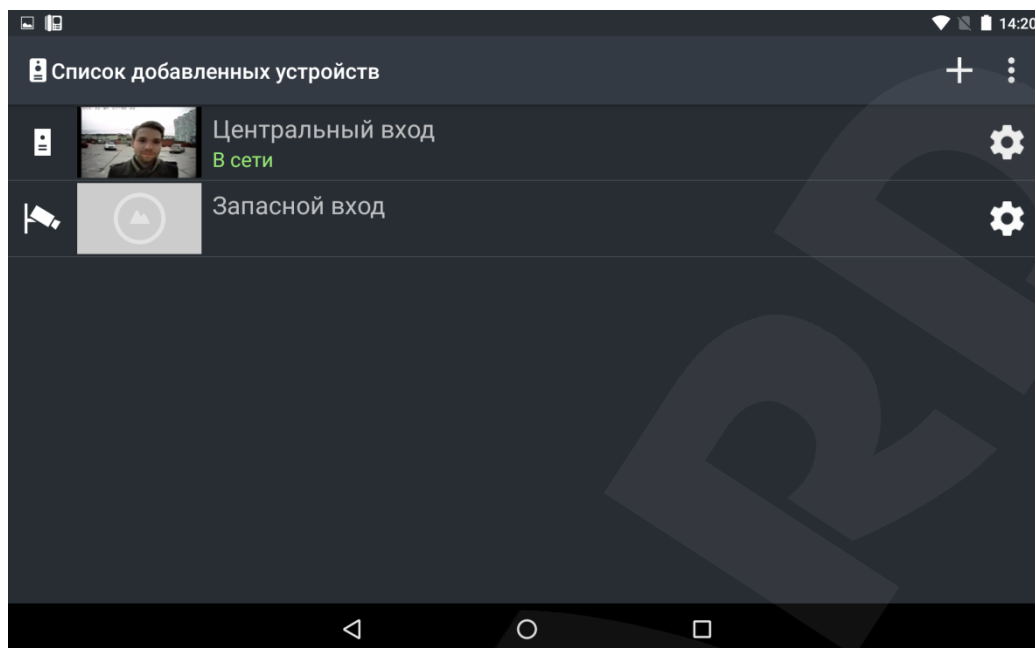 14:20
Список добавленных устройств
Центральный вход
В сети
Запасной вход